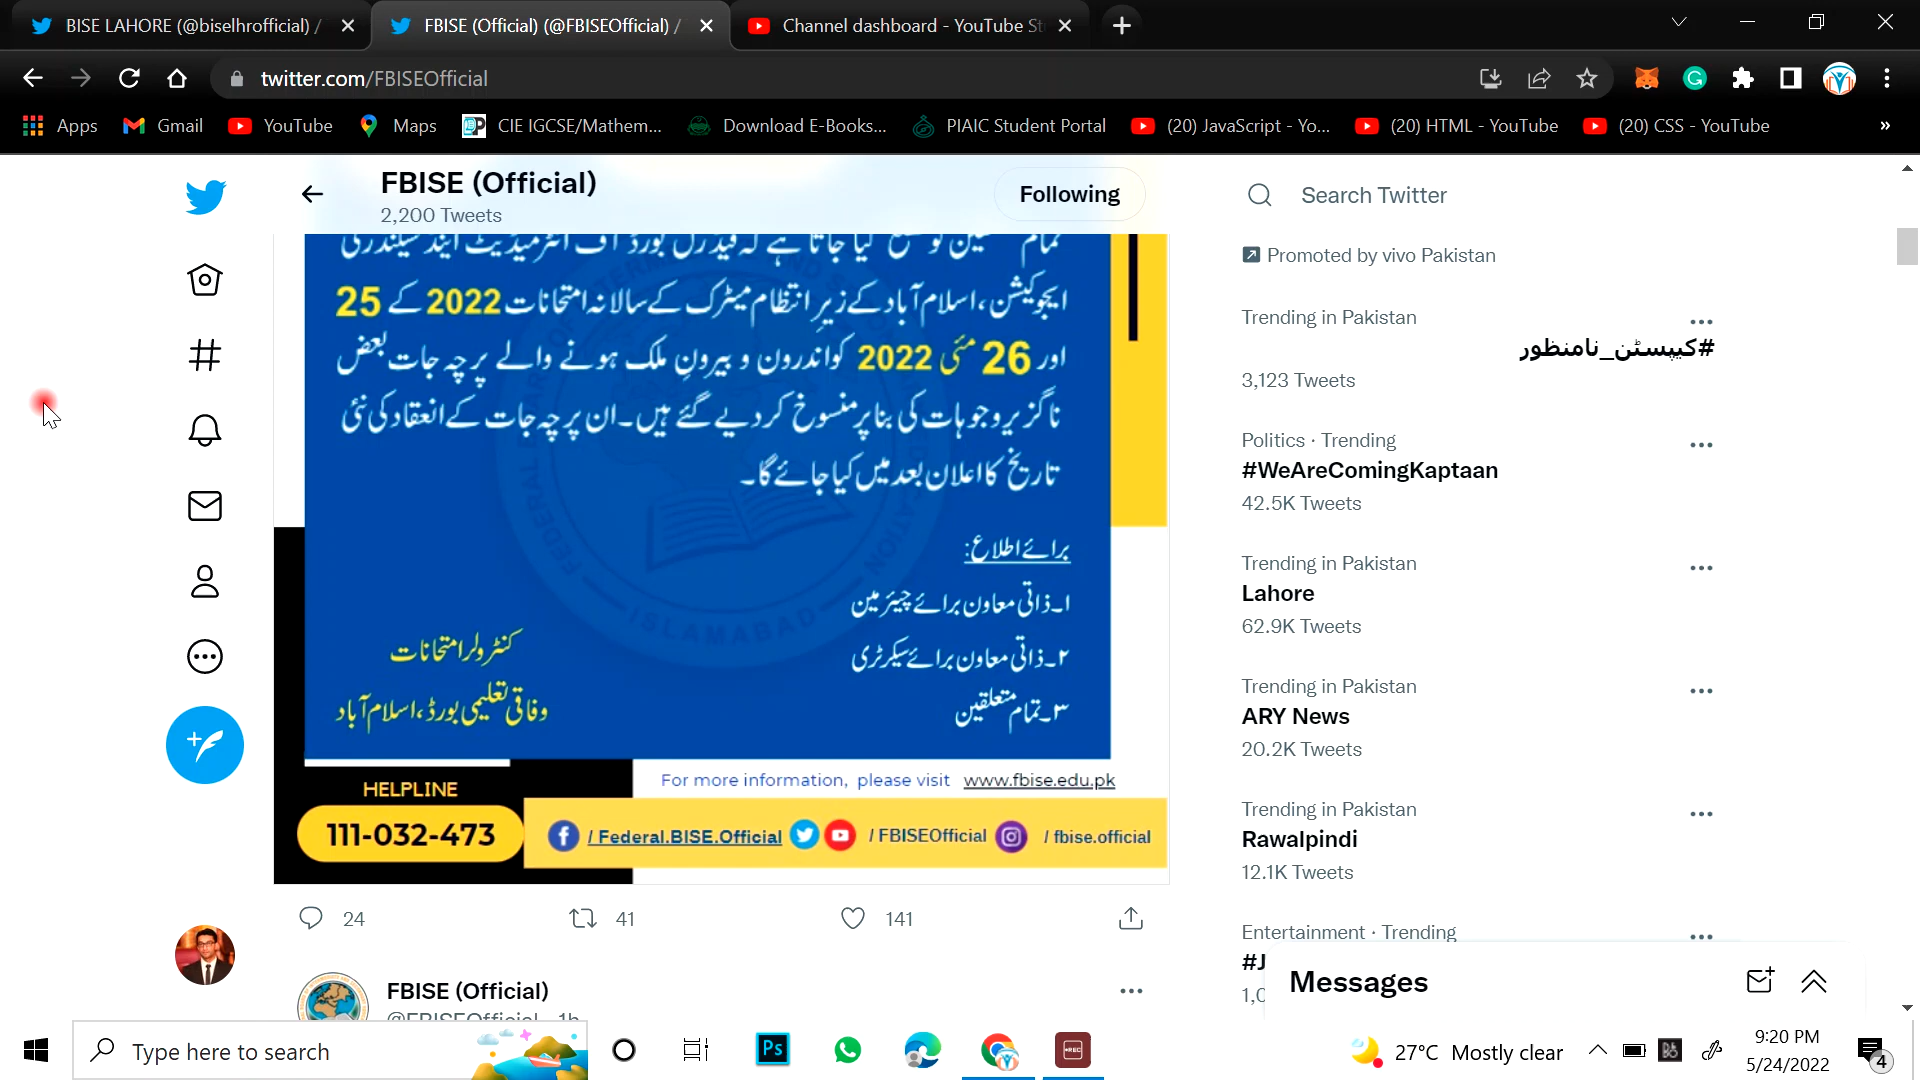 BISE LAHORE (@biselhrofficial) /
FBISE (Official) (@FBISEOfficial) /
Channel dashboard - YouTube St
twitter.com/FBISEOfficial
Apps
Gmail
YouTube
Maps
CIE IGCSE/Mathem...
Download E-Books...
PIAIC Student Portal
(20) JavaScript - Yo...
(20) HTML - YouTube
(20) CSS - YouTube
FBISE (Official)
2,200 Tweets
Following
ایجوکیشن، اسلام آباد کے زیرِ انتظام میٹرک کے سالانہ امتحانات 2022 کے 25
اور 26 مئی 2022 کو اندرون و بیرونِ ملک ہونے والے پرچہ جات بعض
ناگزیر وجوہات کی بنا پر منسوخ کر دیے گئے ہیں۔ ان پرچہ جات کے انعقاد کی نئی
تاریخ کا اعلان بعد میں کیا جائے گا۔
برائے اطلاع:
۱۔ ذاتی معاون برائے چیئرمین
۲۔ ذاتی معاون برائے سیکرٹری
۳۔ تمام متعلقین
کنٹرولر امتحانات
وفاقی تعلیمی بورڈ، اسلام آباد
ISLAMABAD
For more information, please visit www.fbise.edu.pk
HELPLINE
111-032-473
/ Federal.BISE.Official
/ FBISEOfficial
/ fbise.official
24
41
141
FBISE (Official)
@FBISEOfficial · 1h
Search Twitter
Promoted by vivo Pakistan
Trending in Pakistan
#کیپسٹن_نامنظور
3,123 Tweets
Politics · Trending
#WeAreComingKaptaan
42.5K Tweets
Trending in Pakistan
Lahore
62.9K Tweets
Trending in Pakistan
ARY News
20.2K Tweets
Trending in Pakistan
Rawalpindi
12.1K Tweets
Entertainment · Trending
Messages
Type here to search
Ps
REC
27°C Mostly clear
9:20 PM
5/24/2022
4